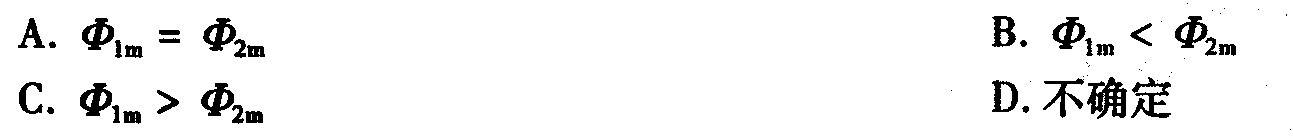 A. Φ₁ₘ = Φ₂ₘ B. Φ₁ₘ < Φ₂ₘ
C. Φ₁ₘ > Φ₂ₘ D. 不确定